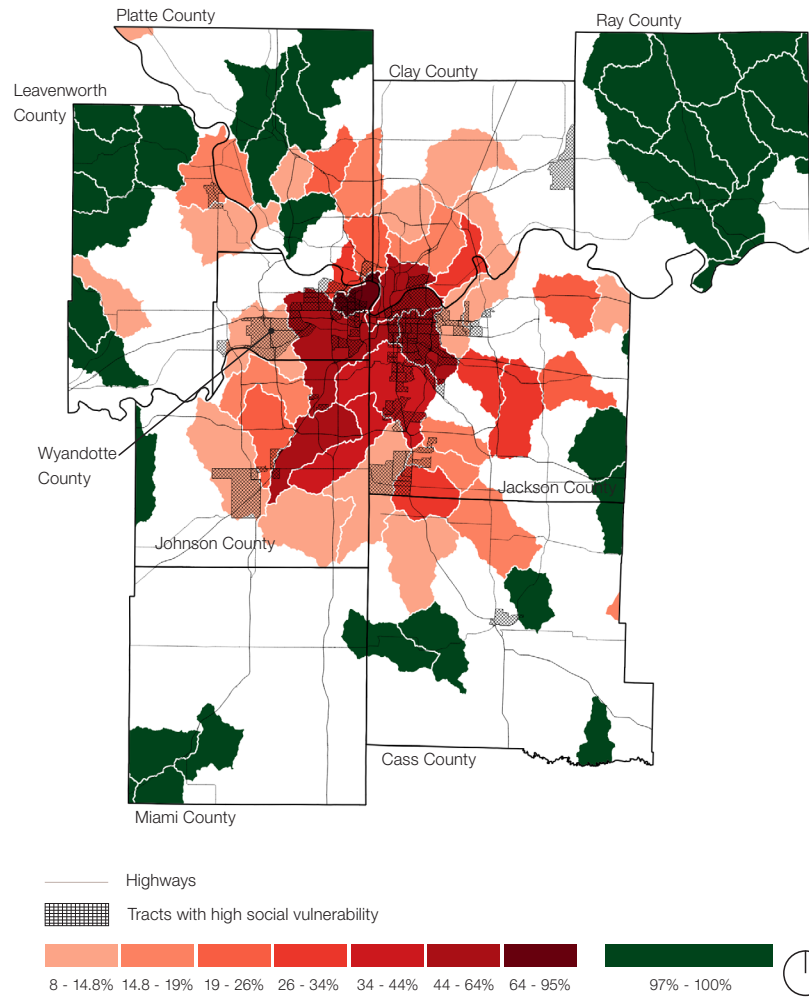 Platte County
Ray County
Clay County
Leavenworth
County
Wyandotte
County
Jackson County
Johnson County
Cass County
Miami County
Highways
Tracts with high social vulnerability
8 - 14.8%
14.8 - 19%
19 - 26%
26 - 34%
34 - 44%
44 - 64%
64 - 95%
97% - 100%